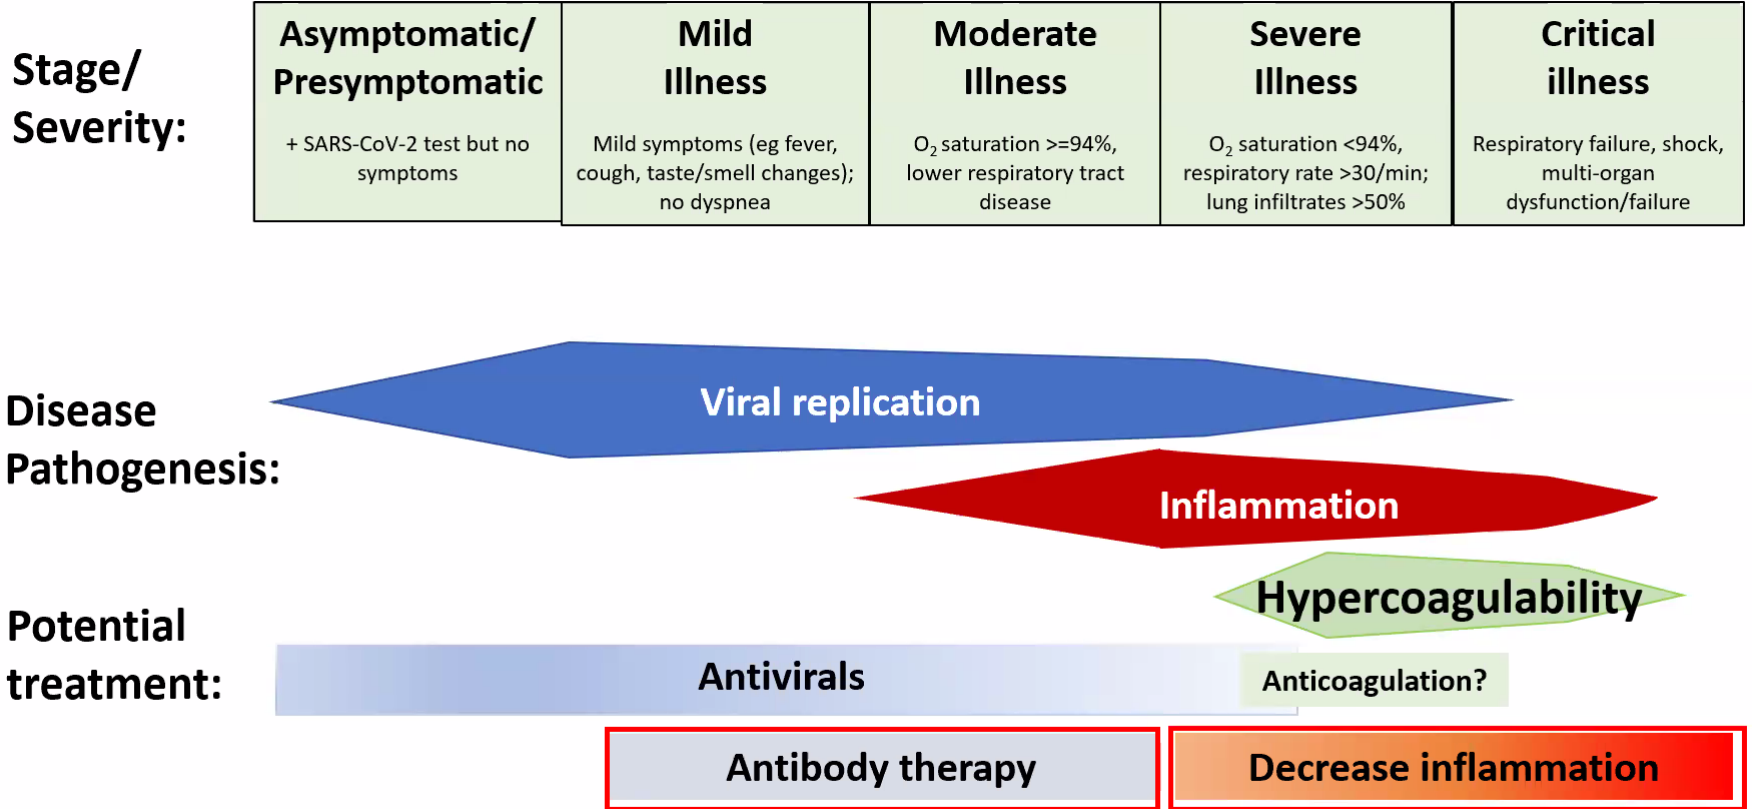 Stage/
Severity:
Asymptomatic/
Presymptomatic
+ SARS-CoV-2 test but no
symptoms
Mild
Illness
Mild symptoms (eg fever,
cough, taste/smell changes);
no dyspnea
Moderate
Illness
O2 saturation >=94%,
lower respiratory tract
disease
Severe
Illness
O2 saturation <94%,
respiratory rate >30/min;
lung infiltrates >50%
Critical
illness
Respiratory failure, shock,
multi-organ
dysfunction/failure
Disease
Pathogenesis:
Viral replication
Inflammation
Hypercoagulability
Potential
treatment:
Antivirals
Anticoagulation?
Antibody therapy
Decrease inflammation